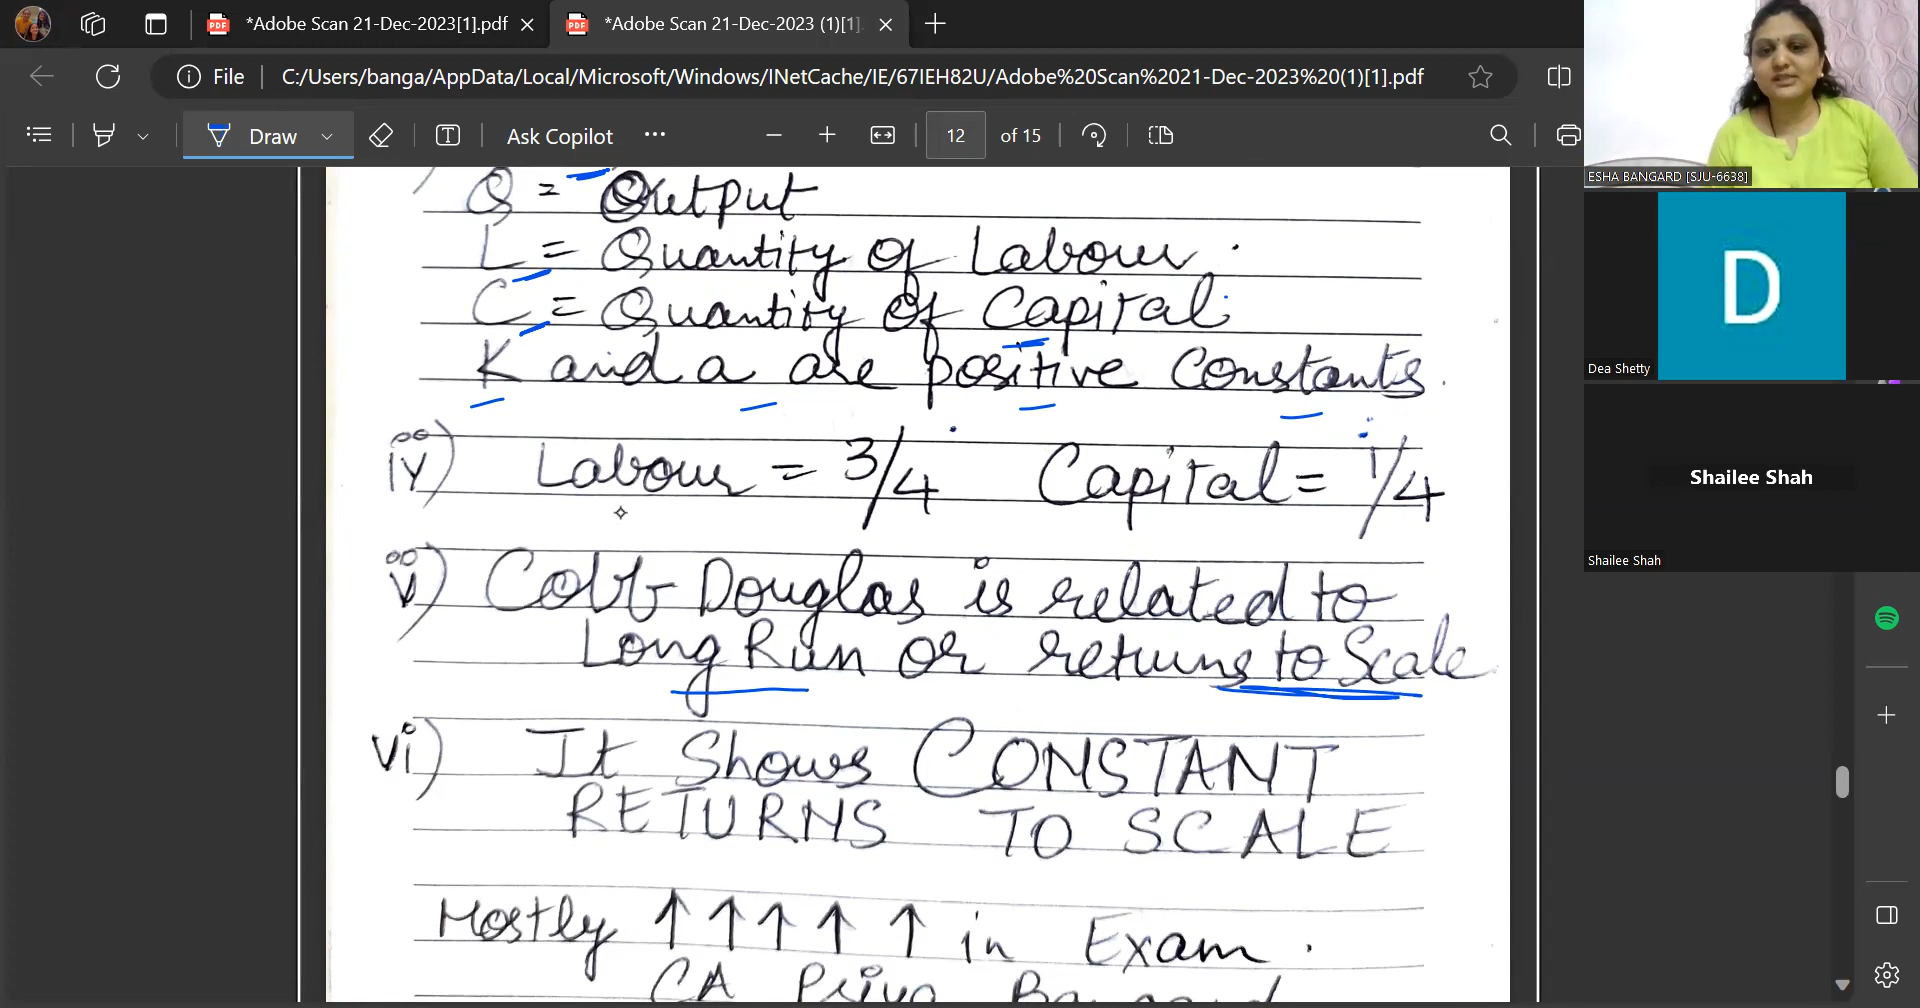 *Adobe Scan 21-Dec-2023[1].pdf
*Adobe Scan 21-Dec-2023 (1)[1].
File
C:/Users/banga/AppData/Local/Microsoft/Windows/INetCache/IE/67IEH82U/Adobe%20Scan%2021-Dec-2023%20(1)[1].pdf
Draw
Ask Copilot
12 of 15
Q = Output
L = Quantity of Labour.
C = Quantity of Capital.
K and a are positive Constants.
iv) Labour = 3/4 Capital = 1/4
v) Cobb-Douglas is related to
Long Run or returns to Scale
vi) It Shows CONSTANT
RETURNS TO SCALE
Mostly ↑ ↑ ↑ ↑ ↑ in Exam.
CA Priya Bangard
ESHA BANGARD [SJU-6638]
D
Dea Shetty
Shailee Shah
Shailee Shah